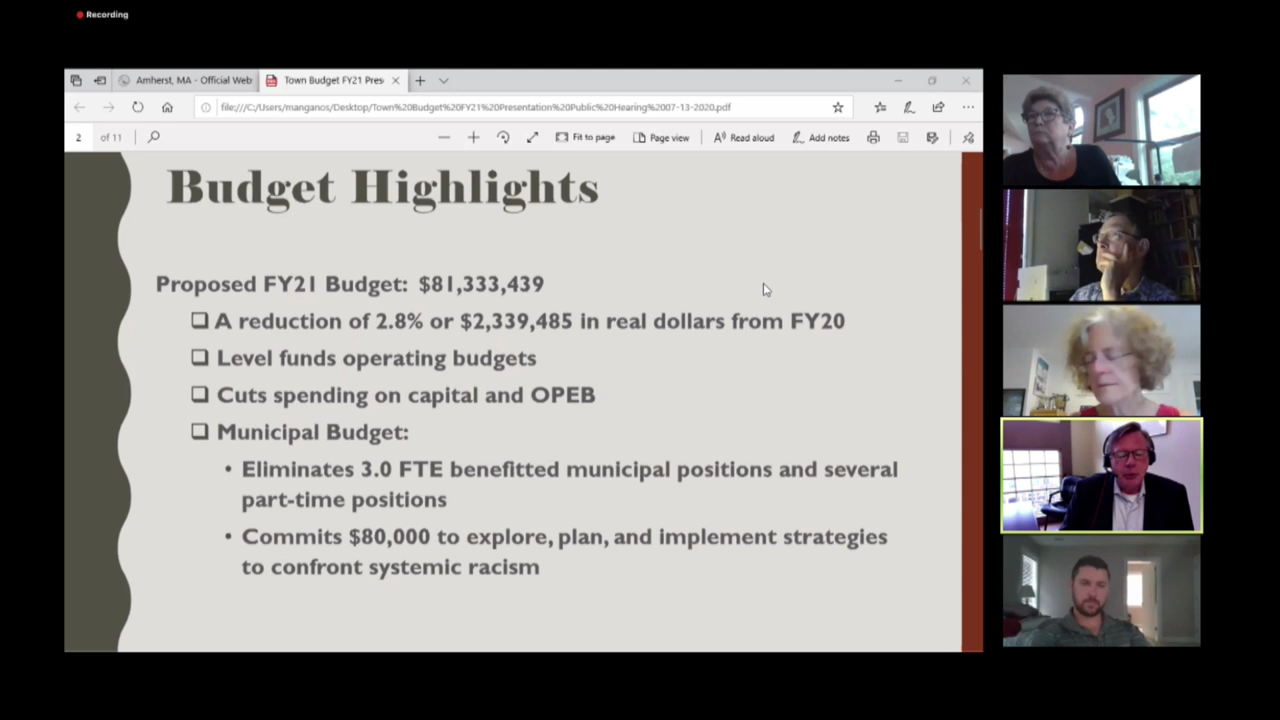 Recording
Amherst, MA - Official Web
Town Budget FY21 Pres
file:///C:/Users/manganos/Desktop/Town%20Budget%20FY21%20Presentation%20Public%20Hearing%2007-13-2020.pdf
2 of 11
Fit to page
Page view
Read aloud
Add notes
Budget Highlights
Proposed FY21 Budget: $81,333,439
A reduction of 2.8% or $2,339,485 in real dollars from FY20
Level funds operating budgets
Cuts spending on capital and OPEB
Municipal Budget:
• Eliminates 3.0 FTE benefitted municipal positions and several
part-time positions
• Commits $80,000 to explore, plan, and implement strategies
to confront systemic racism